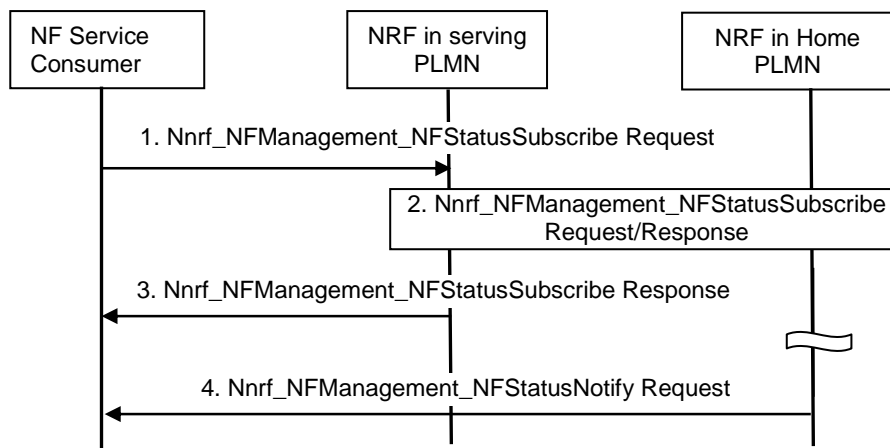 NF Service
Consumer
NRF in serving
PLMN
NRF in Home
PLMN
1. Nnrf_NFManagement_NFStatusSubscribe Request
2. Nnrf_NFManagement_NFStatusSubscribe
Request/Response
3. Nnrf_NFManagement_NFStatusSubscribe Response
4. Nnrf_NFManagement_NFStatusNotify Request